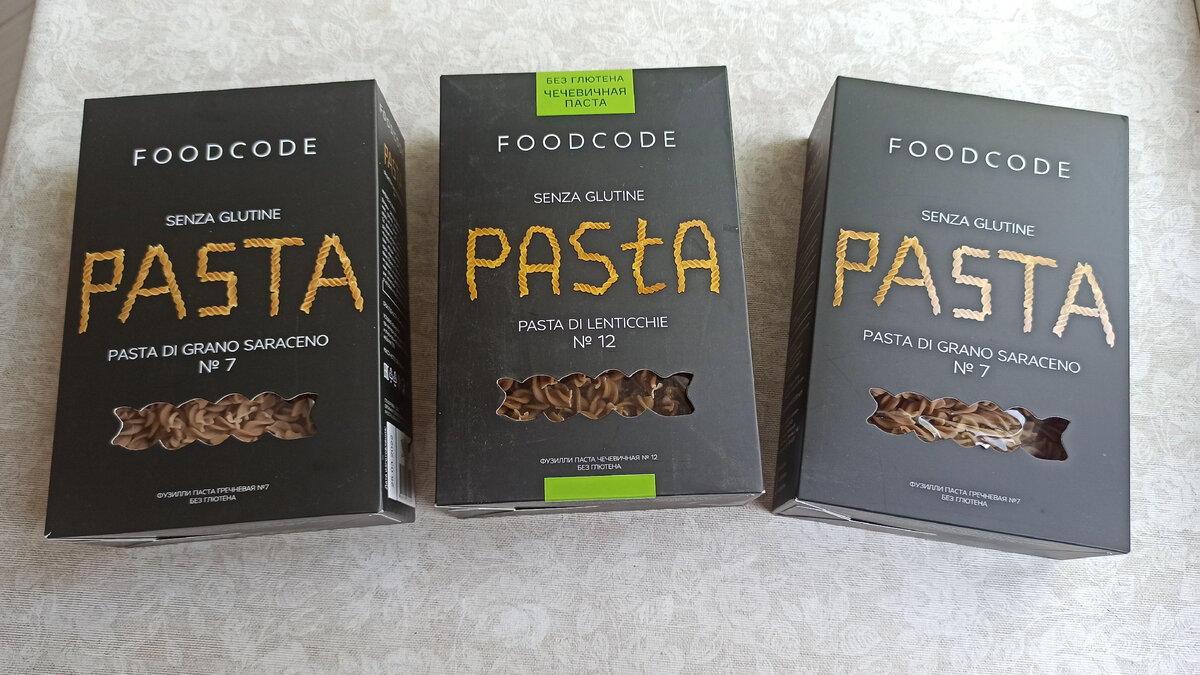 FOODCODE
SENZA GLUTINE
PASTA
PASTA DI GRANO SARACENO
№ 7
ФУЗИЛЛИ ПАСТА ГРЕЧНЕВАЯ №7
БЕЗ ГЛЮТЕНА
PASTA
БЕЗ ГЛЮТЕНА
ЧЕЧЕВИЧНАЯ
ПАСТА
FOODCODE
SENZA GLUTINE
PAStA
PASTA DI LENTICCHIE
№ 12
ФУЗИЛЛИ ПАСТА ЧЕЧЕВИЧНАЯ № 12
БЕЗ ГЛЮТЕНА
FOODCODE
SENZA GLUTINE
PASTA
PASTA DI GRANO SARACENO
№ 7
ФУЗИЛЛИ ПАСТА ГРЕЧНЕВАЯ №7
БЕЗ ГЛЮТЕНА